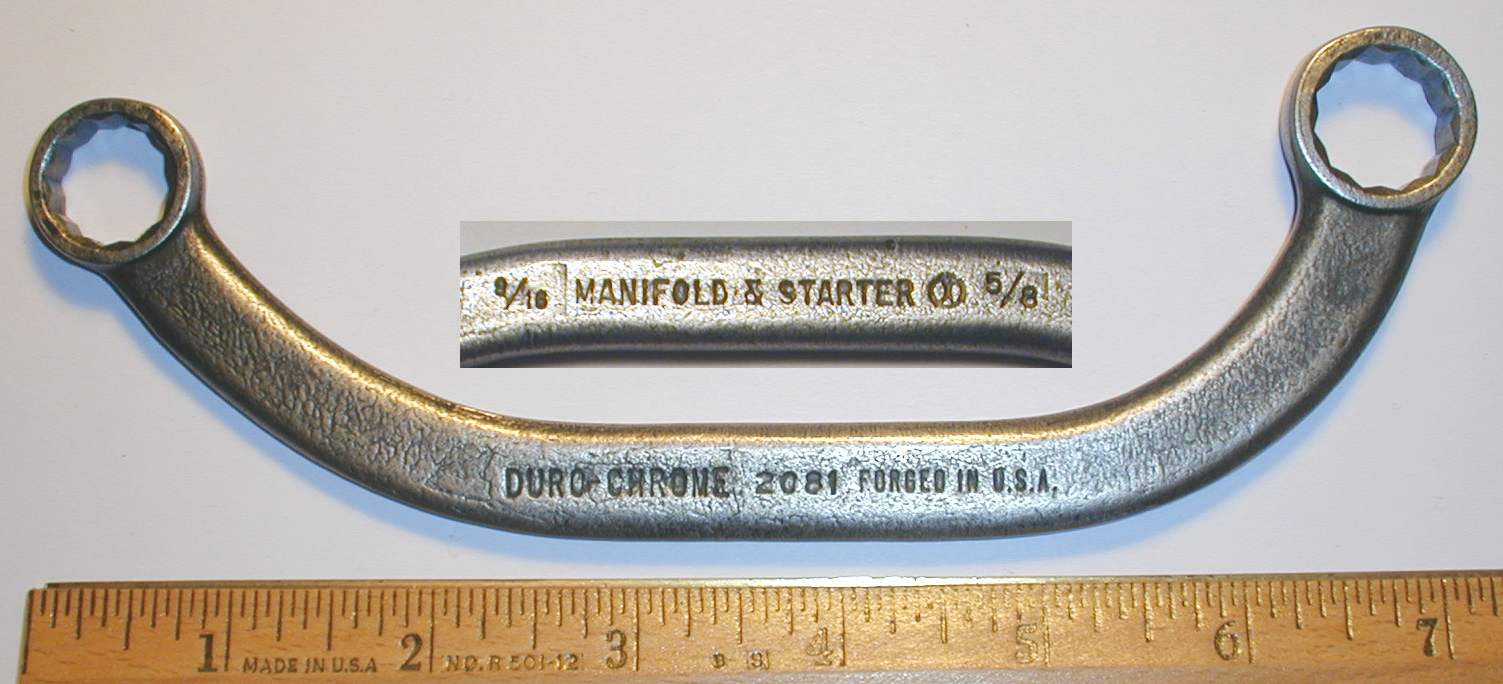 9/16 MANIFOLD & STARTER 5/8
DURO-CHROME 2081 FORGED IN U.S.A.
1 2 3 4 5 6 7
MADE IN U.S.A NO. R 501-12